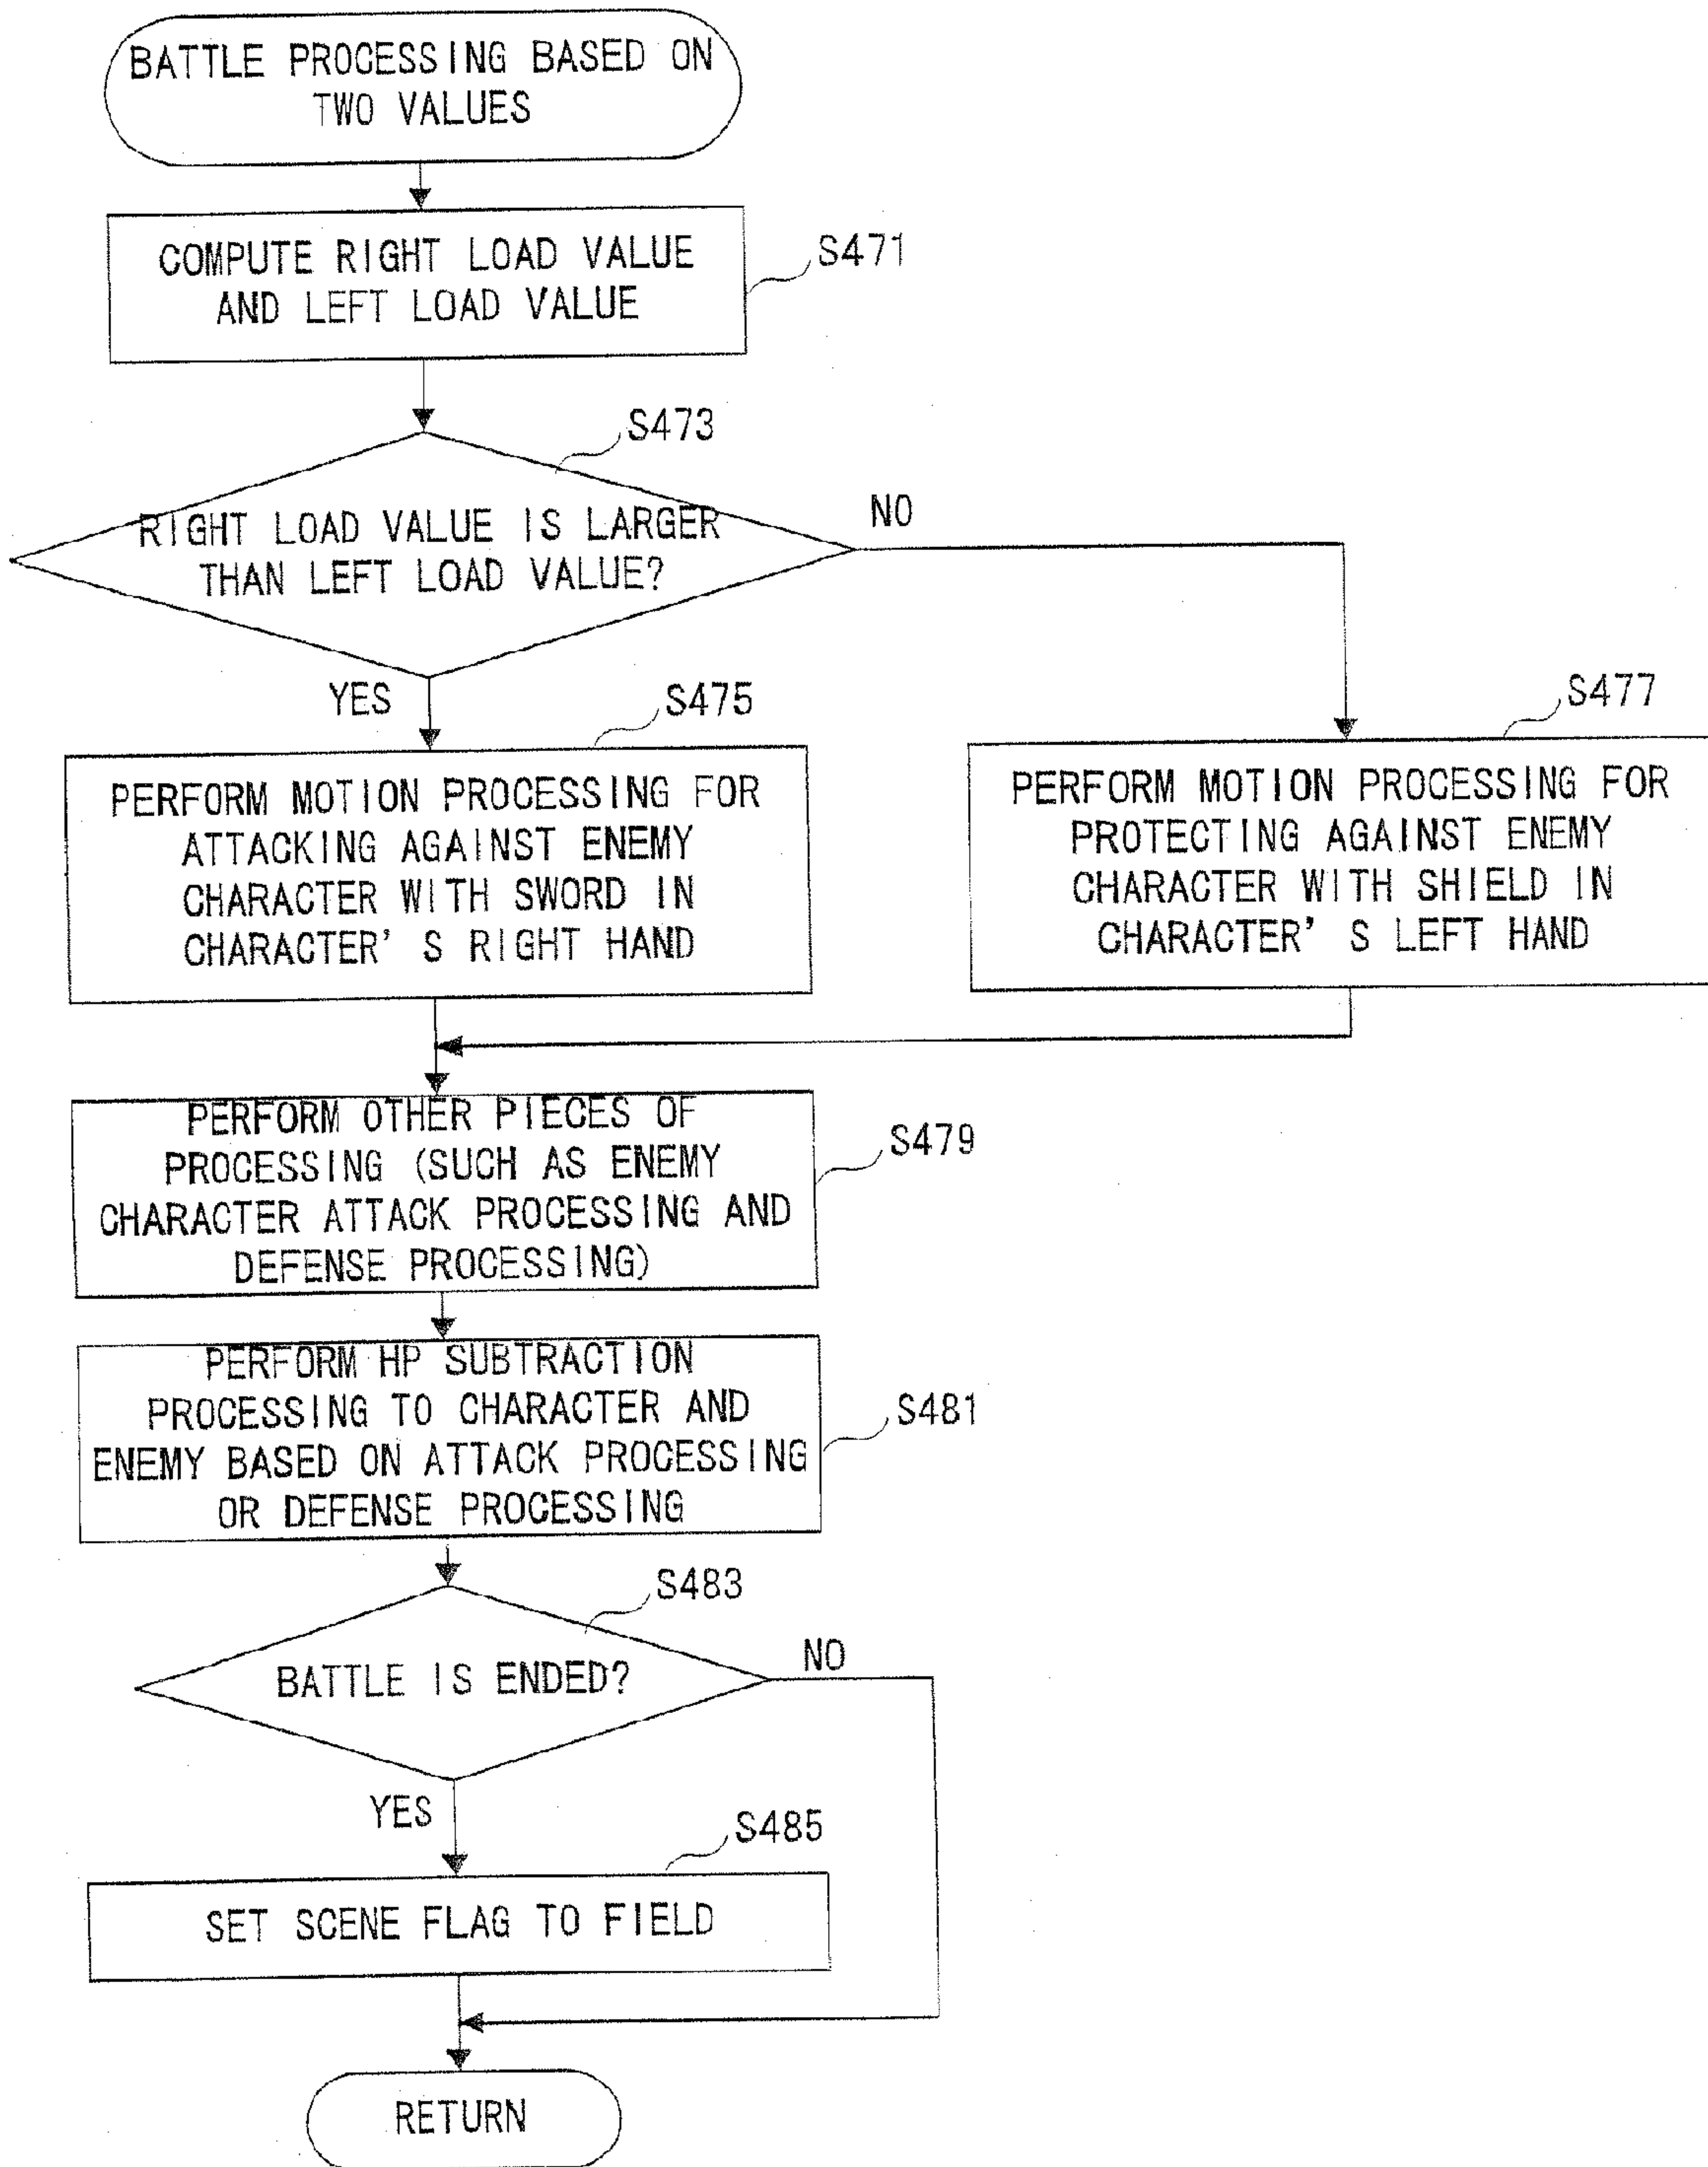 BATTLE PROCESSING BASED ON
TWO VALUES
COMPUTE RIGHT LOAD VALUE
AND LEFT LOAD VALUE
S471
S473
RIGHT LOAD VALUE IS LARGER
THAN LEFT LOAD VALUE?
NO
YES
S475
S477
PERFORM MOTION PROCESSING FOR
ATTACKING AGAINST ENEMY
CHARACTER WITH SWORD IN
CHARACTER'S RIGHT HAND
PERFORM MOTION PROCESSING FOR
PROTECTING AGAINST ENEMY
CHARACTER WITH SHIELD IN
CHARACTER'S LEFT HAND
PERFORM OTHER PIECES OF
PROCESSING (SUCH AS ENEMY
CHARACTER ATTACK PROCESSING AND
DEFENSE PROCESSING)
S479
PERFORM HP SUBTRACTION
PROCESSING TO CHARACTER AND
ENEMY BASED ON ATTACK PROCESSING
OR DEFENSE PROCESSING
S481
S483
BATTLE IS ENDED?
NO
YES
S485
SET SCENE FLAG TO FIELD
RETURN